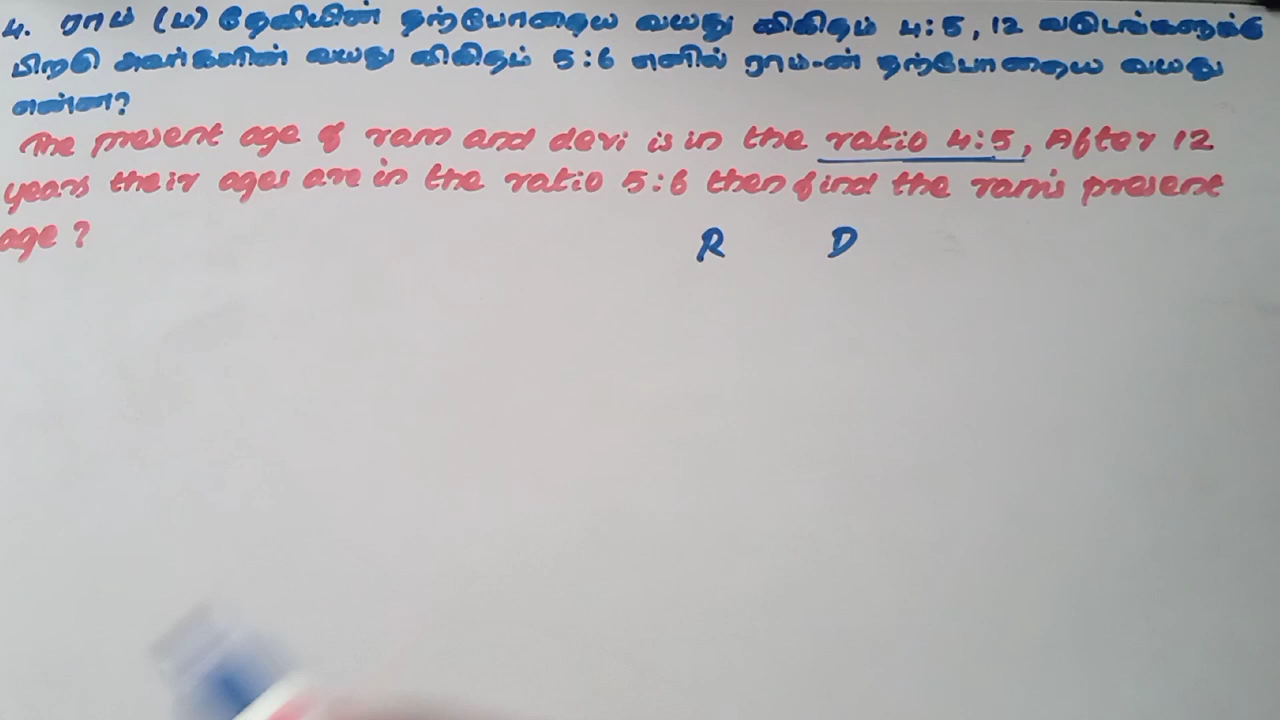 4. ராம் (ம) தேவியின் தற்போதைய வயது விகிதம் 4:5, 12 வருடங்களுக்கு
பிறகு அவர்களின் வயது விகிதம் 5:6 எனில் ராம்-ன் தற்போதைய வயது
என்ன?
The present age of ram and devi is in the ratio 4:5, After 12
years their ages are in the ratio 5:6 then find the ram's present
age ?
R D